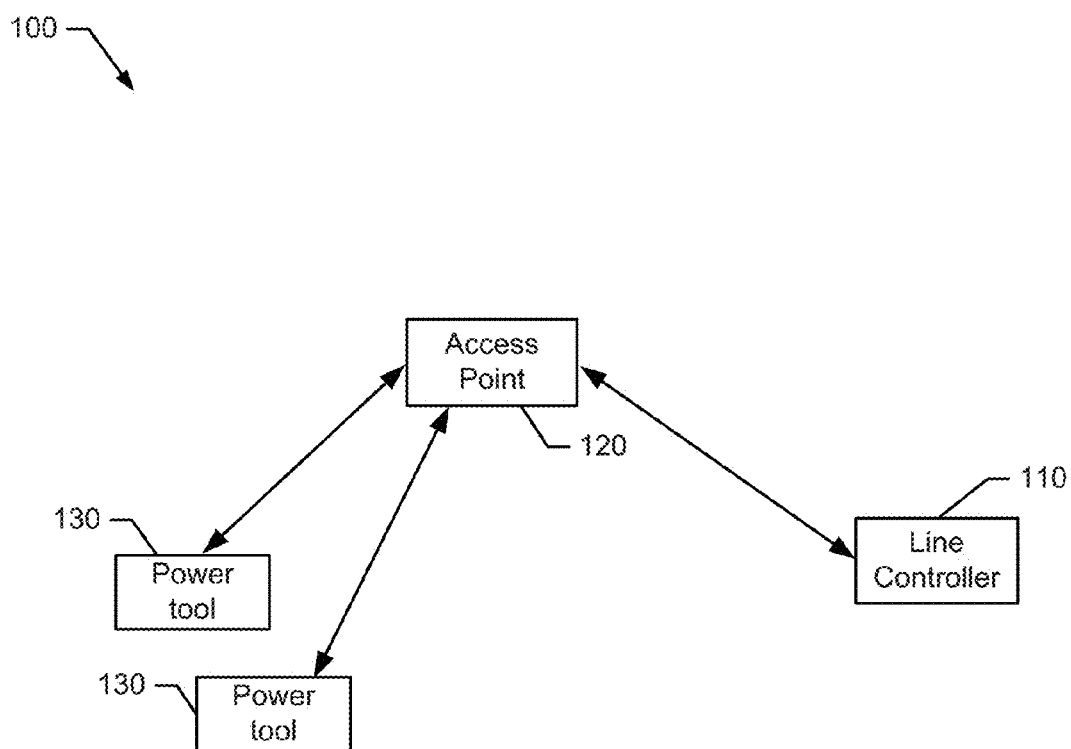 100
Access
Point
120
110
130
Line
Controller
Power
tool
130
Power
tool